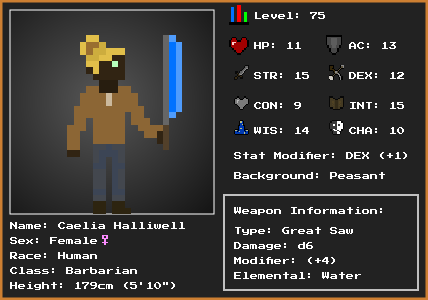 Level: 75
HP: 11 AC: 13
STR: 15 DEX: 12
CON: 9 INT: 15
WIS: 14 CHA: 10
Stat Modifier: DEX (+1)
Background: Peasant
Name: Caelia Halliwell
Sex: Female♀
Race: Human
Class: Barbarian
Height: 179cm (5'10")
Weapon Information:
Type: Great Saw
Damage: d6
Modifier: (+4)
Elemental: Water